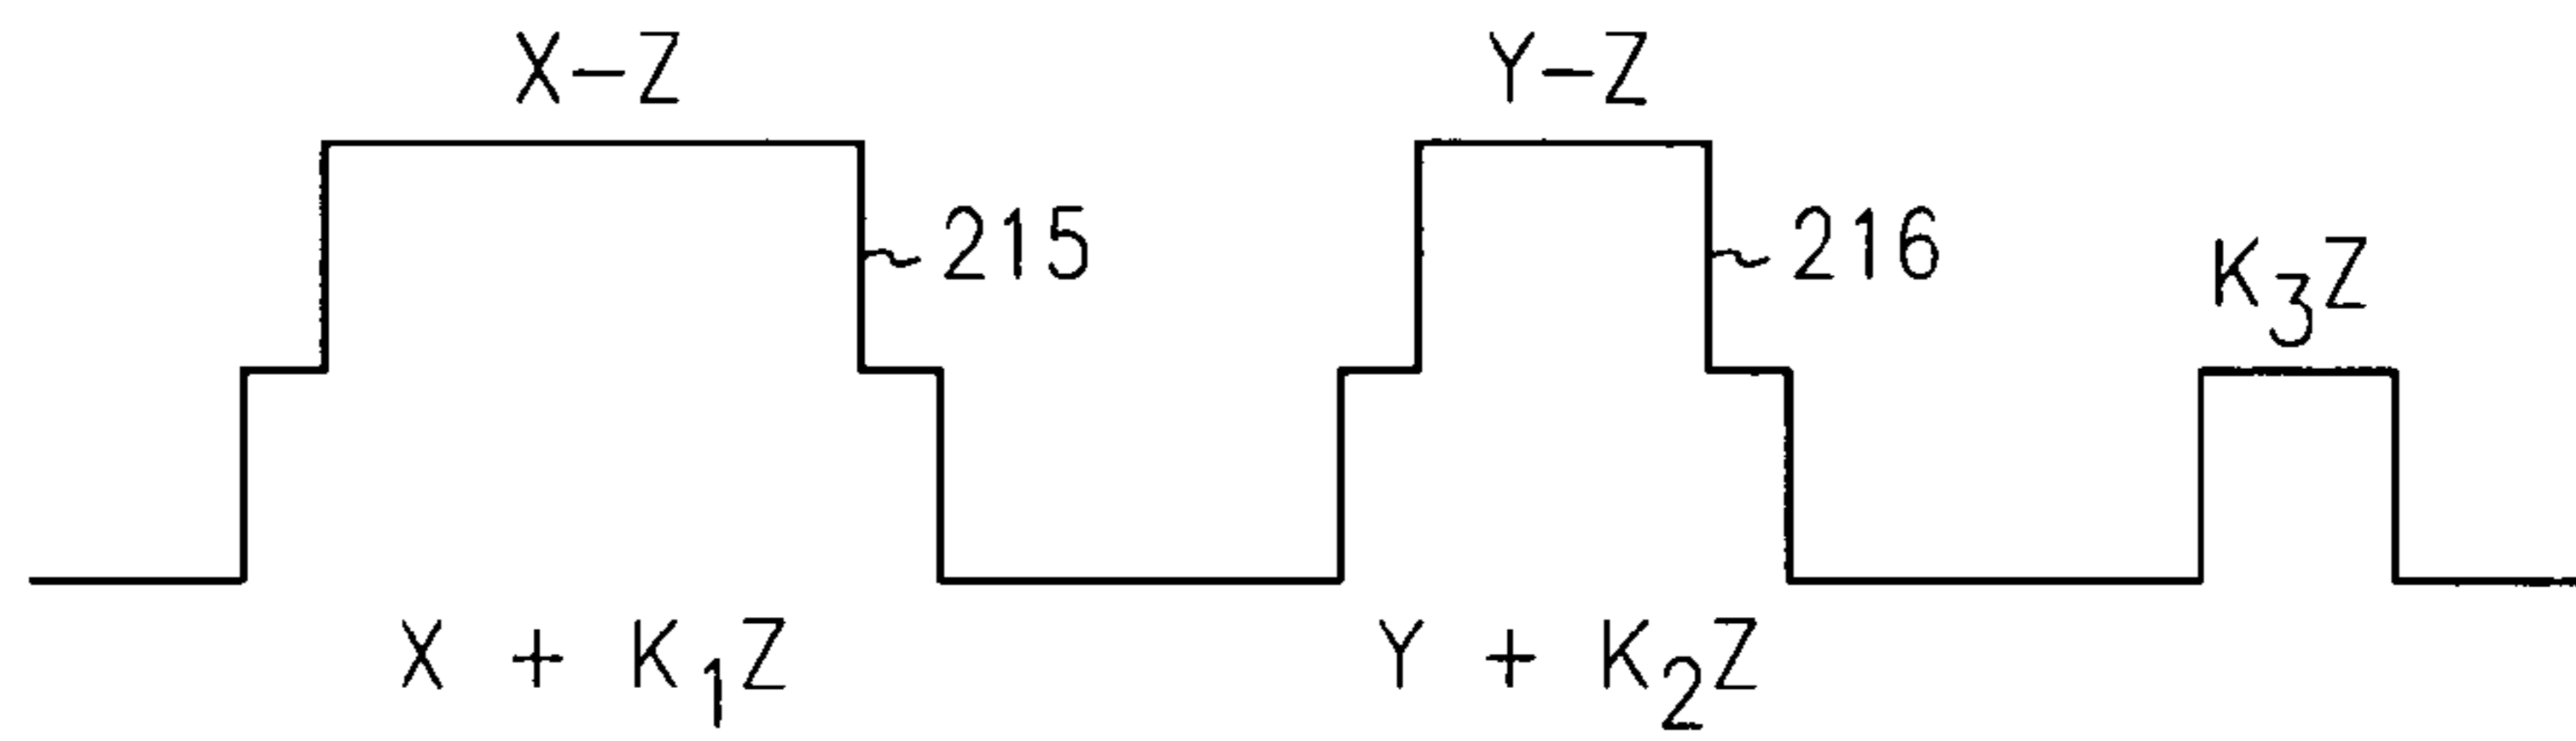 X–Z
Y–Z
215
216
K₃Z
X + K₁Z
Y + K₂Z